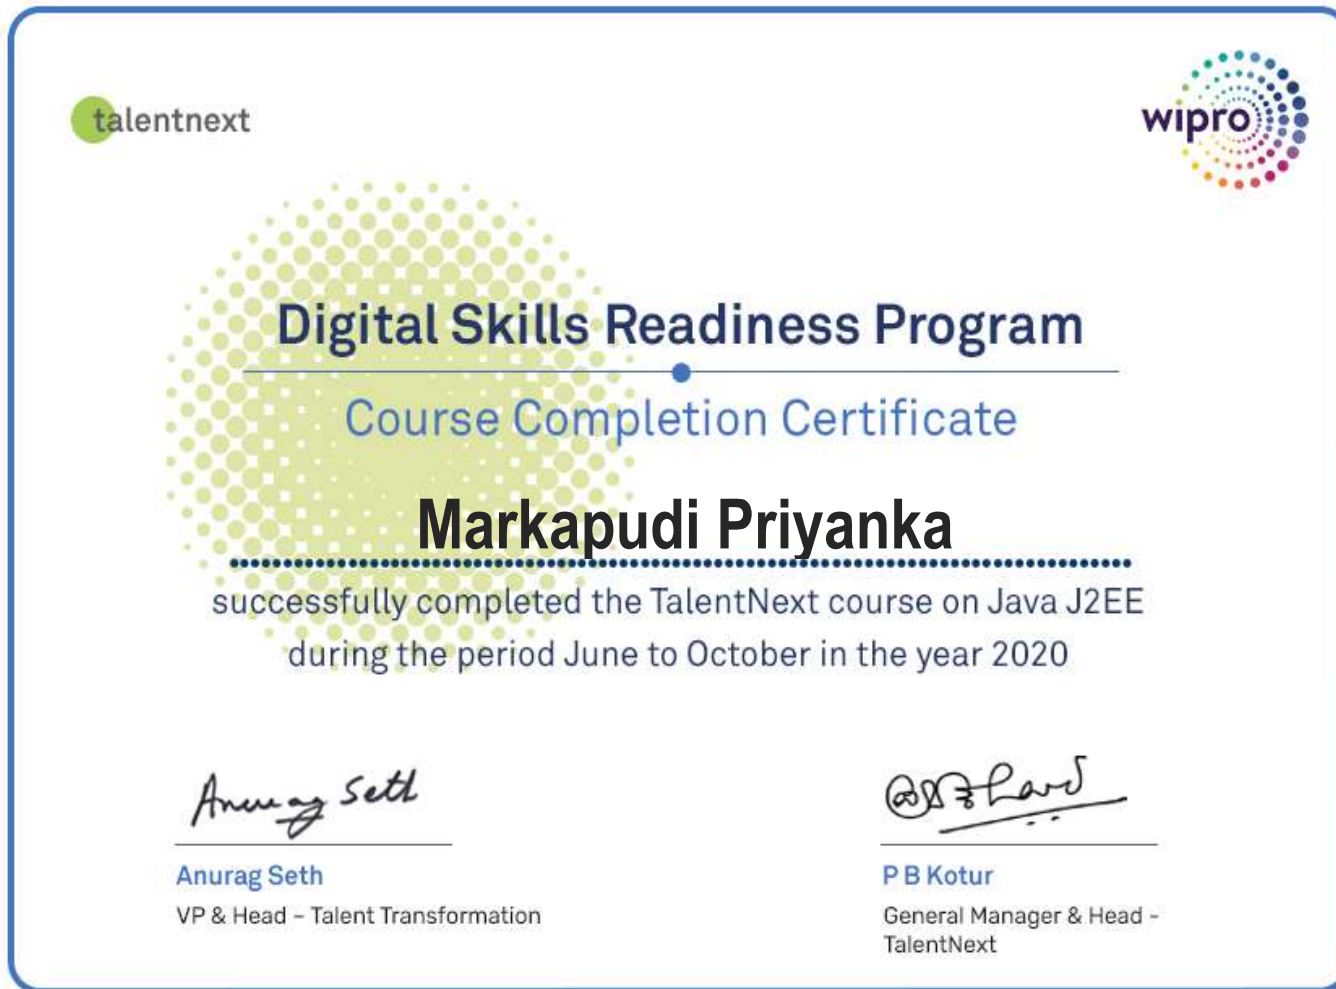 talentnext
wipro
Digital Skills Readiness Program
Course Completion Certificate
Markapudi Priyanka
successfully completed the TalentNext course on Java J2EE
during the period June to October in the year 2020
Anurag Seth
Anurag Seth
VP & Head – Talent Transformation
P B Kotur
General Manager & Head -
TalentNext